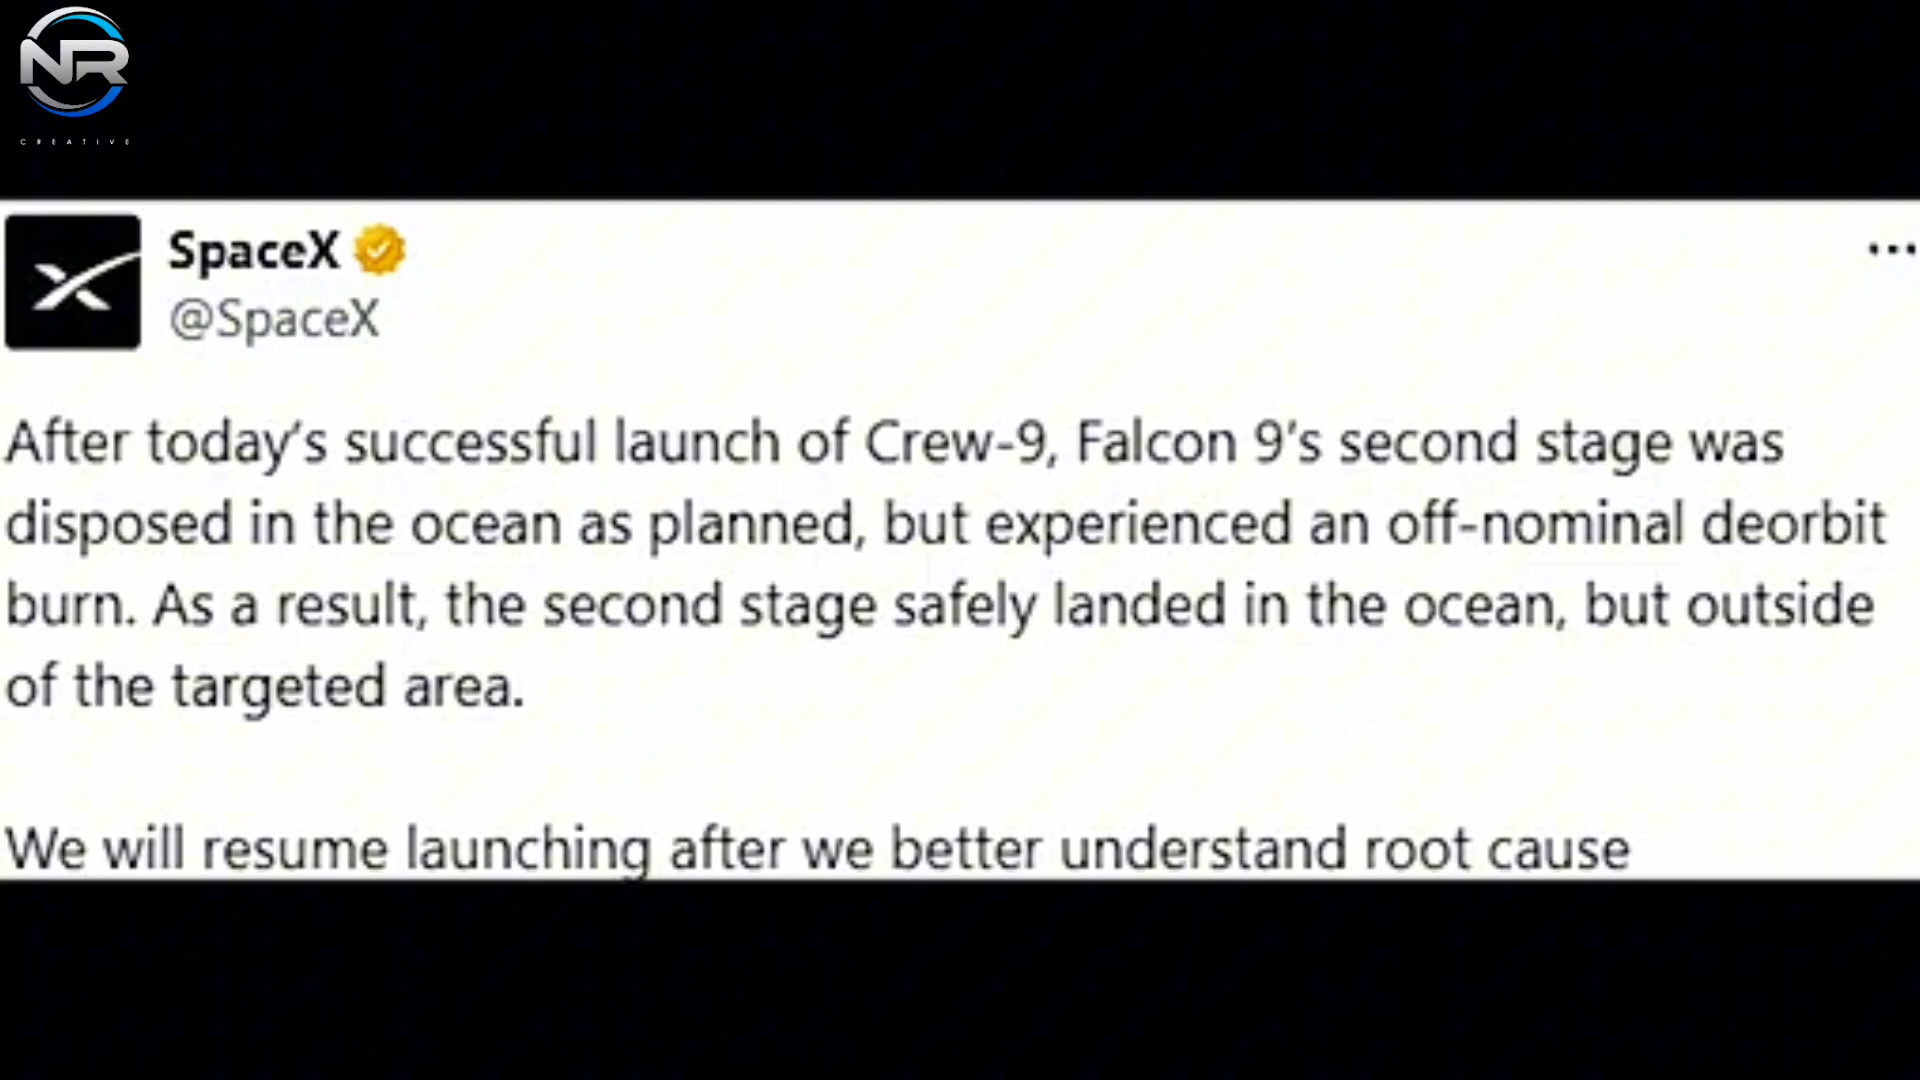 NR
CREATIVE
SpaceX
@SpaceX
After today's successful launch of Crew-9, Falcon 9's second stage was
disposed in the ocean as planned, but experienced an off-nominal deorbit
burn. As a result, the second stage safely landed in the ocean, but outside
of the targeted area.
We will resume launching after we better understand root cause